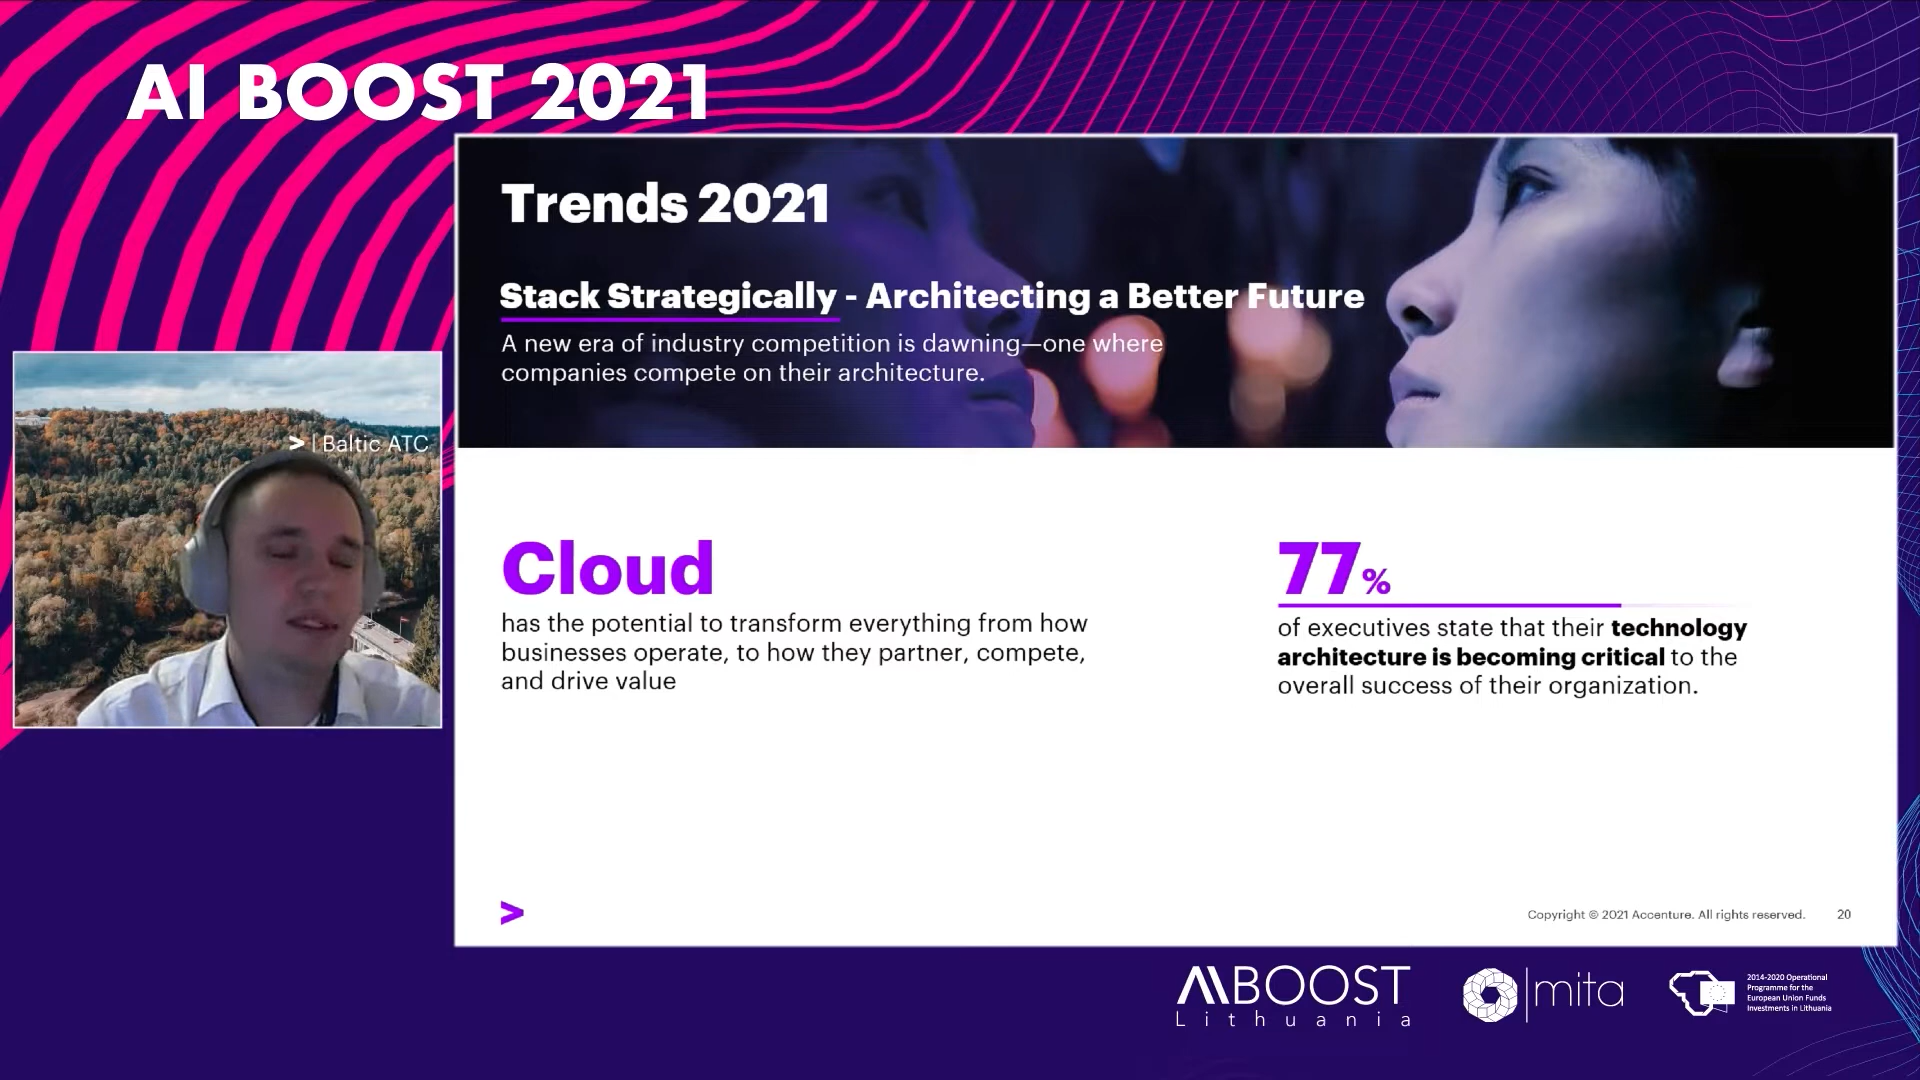 AI BOOST 2021
Trends 2021
Stack Strategically - Architecting a Better Future
A new era of industry competition is dawning—one where
companies compete on their architecture.
> | Baltic ATC
Cloud
has the potential to transform everything from how
businesses operate, to how they partner, compete,
and drive value
77%
of executives state that their technology
architecture is becoming critical to the
overall success of their organization.
>
Copyright © 2021 Accenture. All rights reserved. 20
AI BOOST
Lithuania
mita
2014-2020 Operational
Programme for the
European Union Funds
Investments in Lithuania